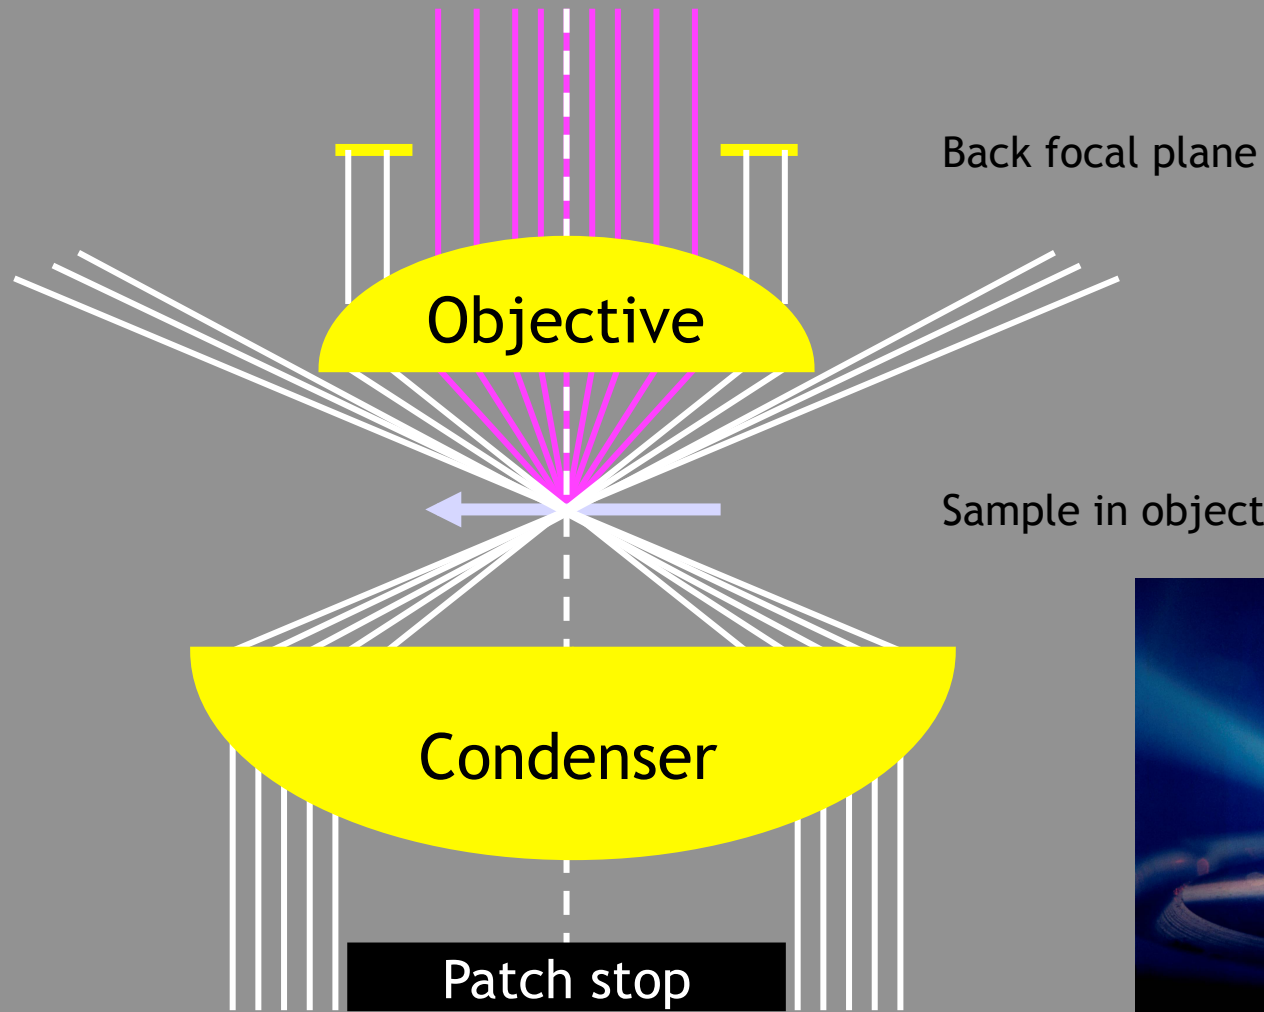 Back focal plane
Objective
Sample in object
Condenser
Patch stop